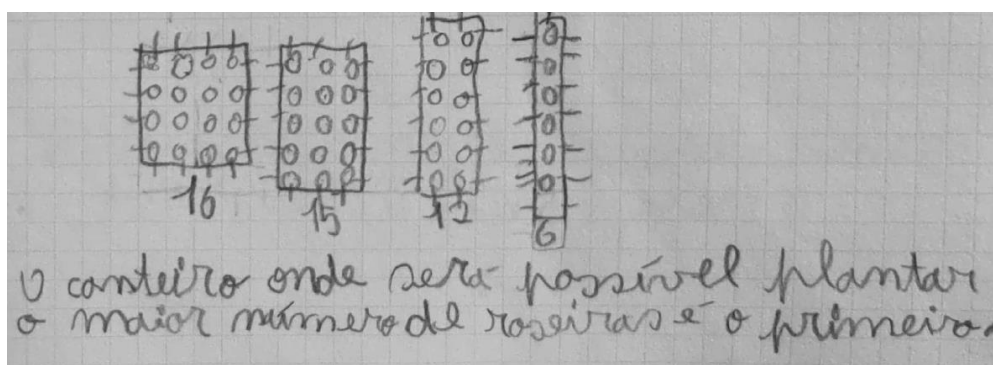 16 15 12 6
O canteiro onde será possível plantar
o maior número de roseiras é o primeiro.